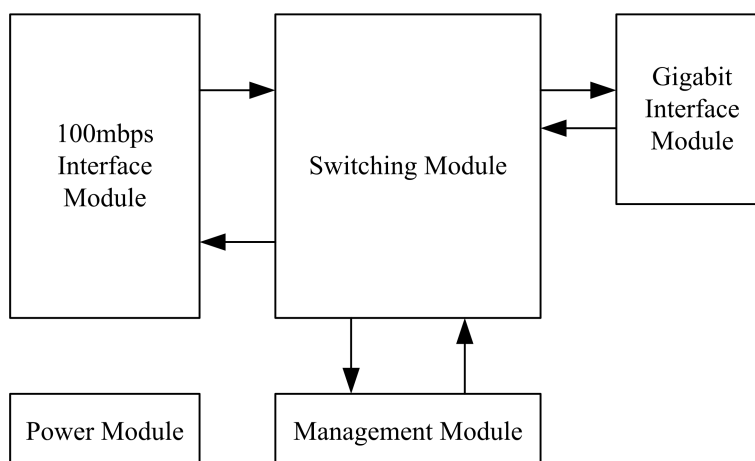 100mbps
Interface
Module
Switching Module
Gigabit
Interface
Module
Power Module
Management Module